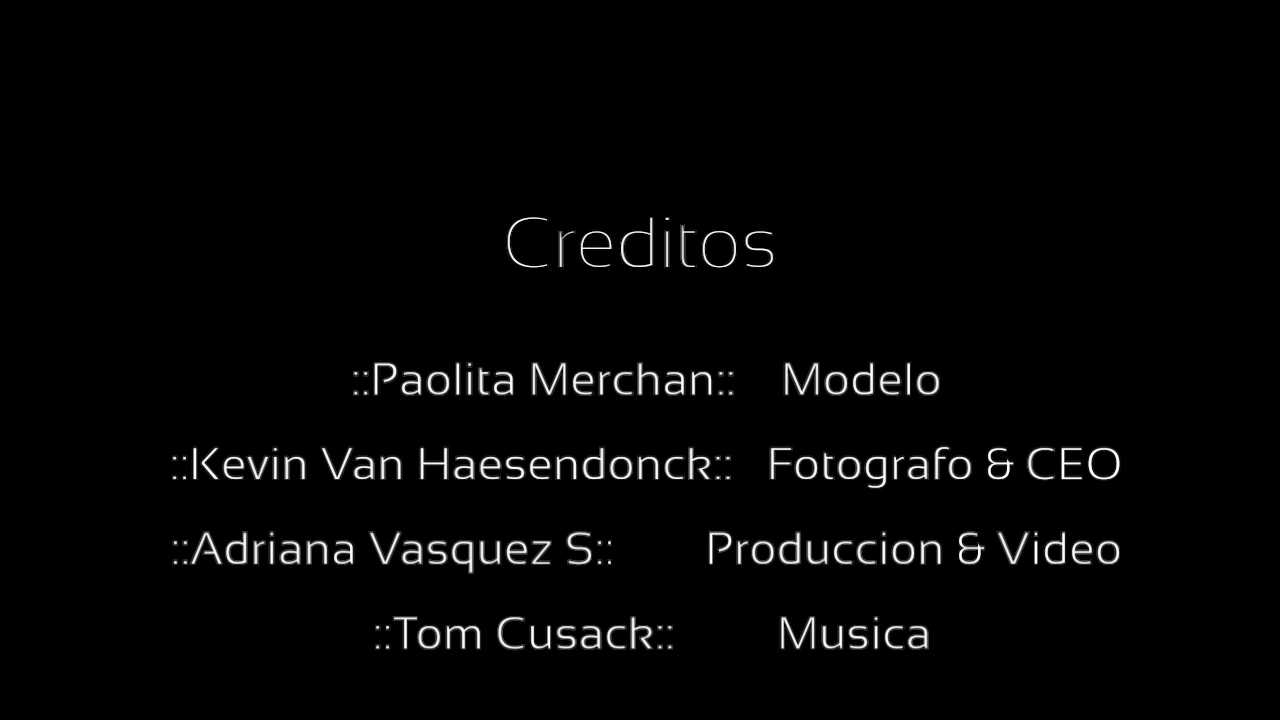 Creditos
::Paolita Merchan:: Modelo
::Kevin Van Haesendonck:: Fotografo & CEO
::Adriana Vasquez S:: Produccion & Video
::Tom Cusack:: Musica